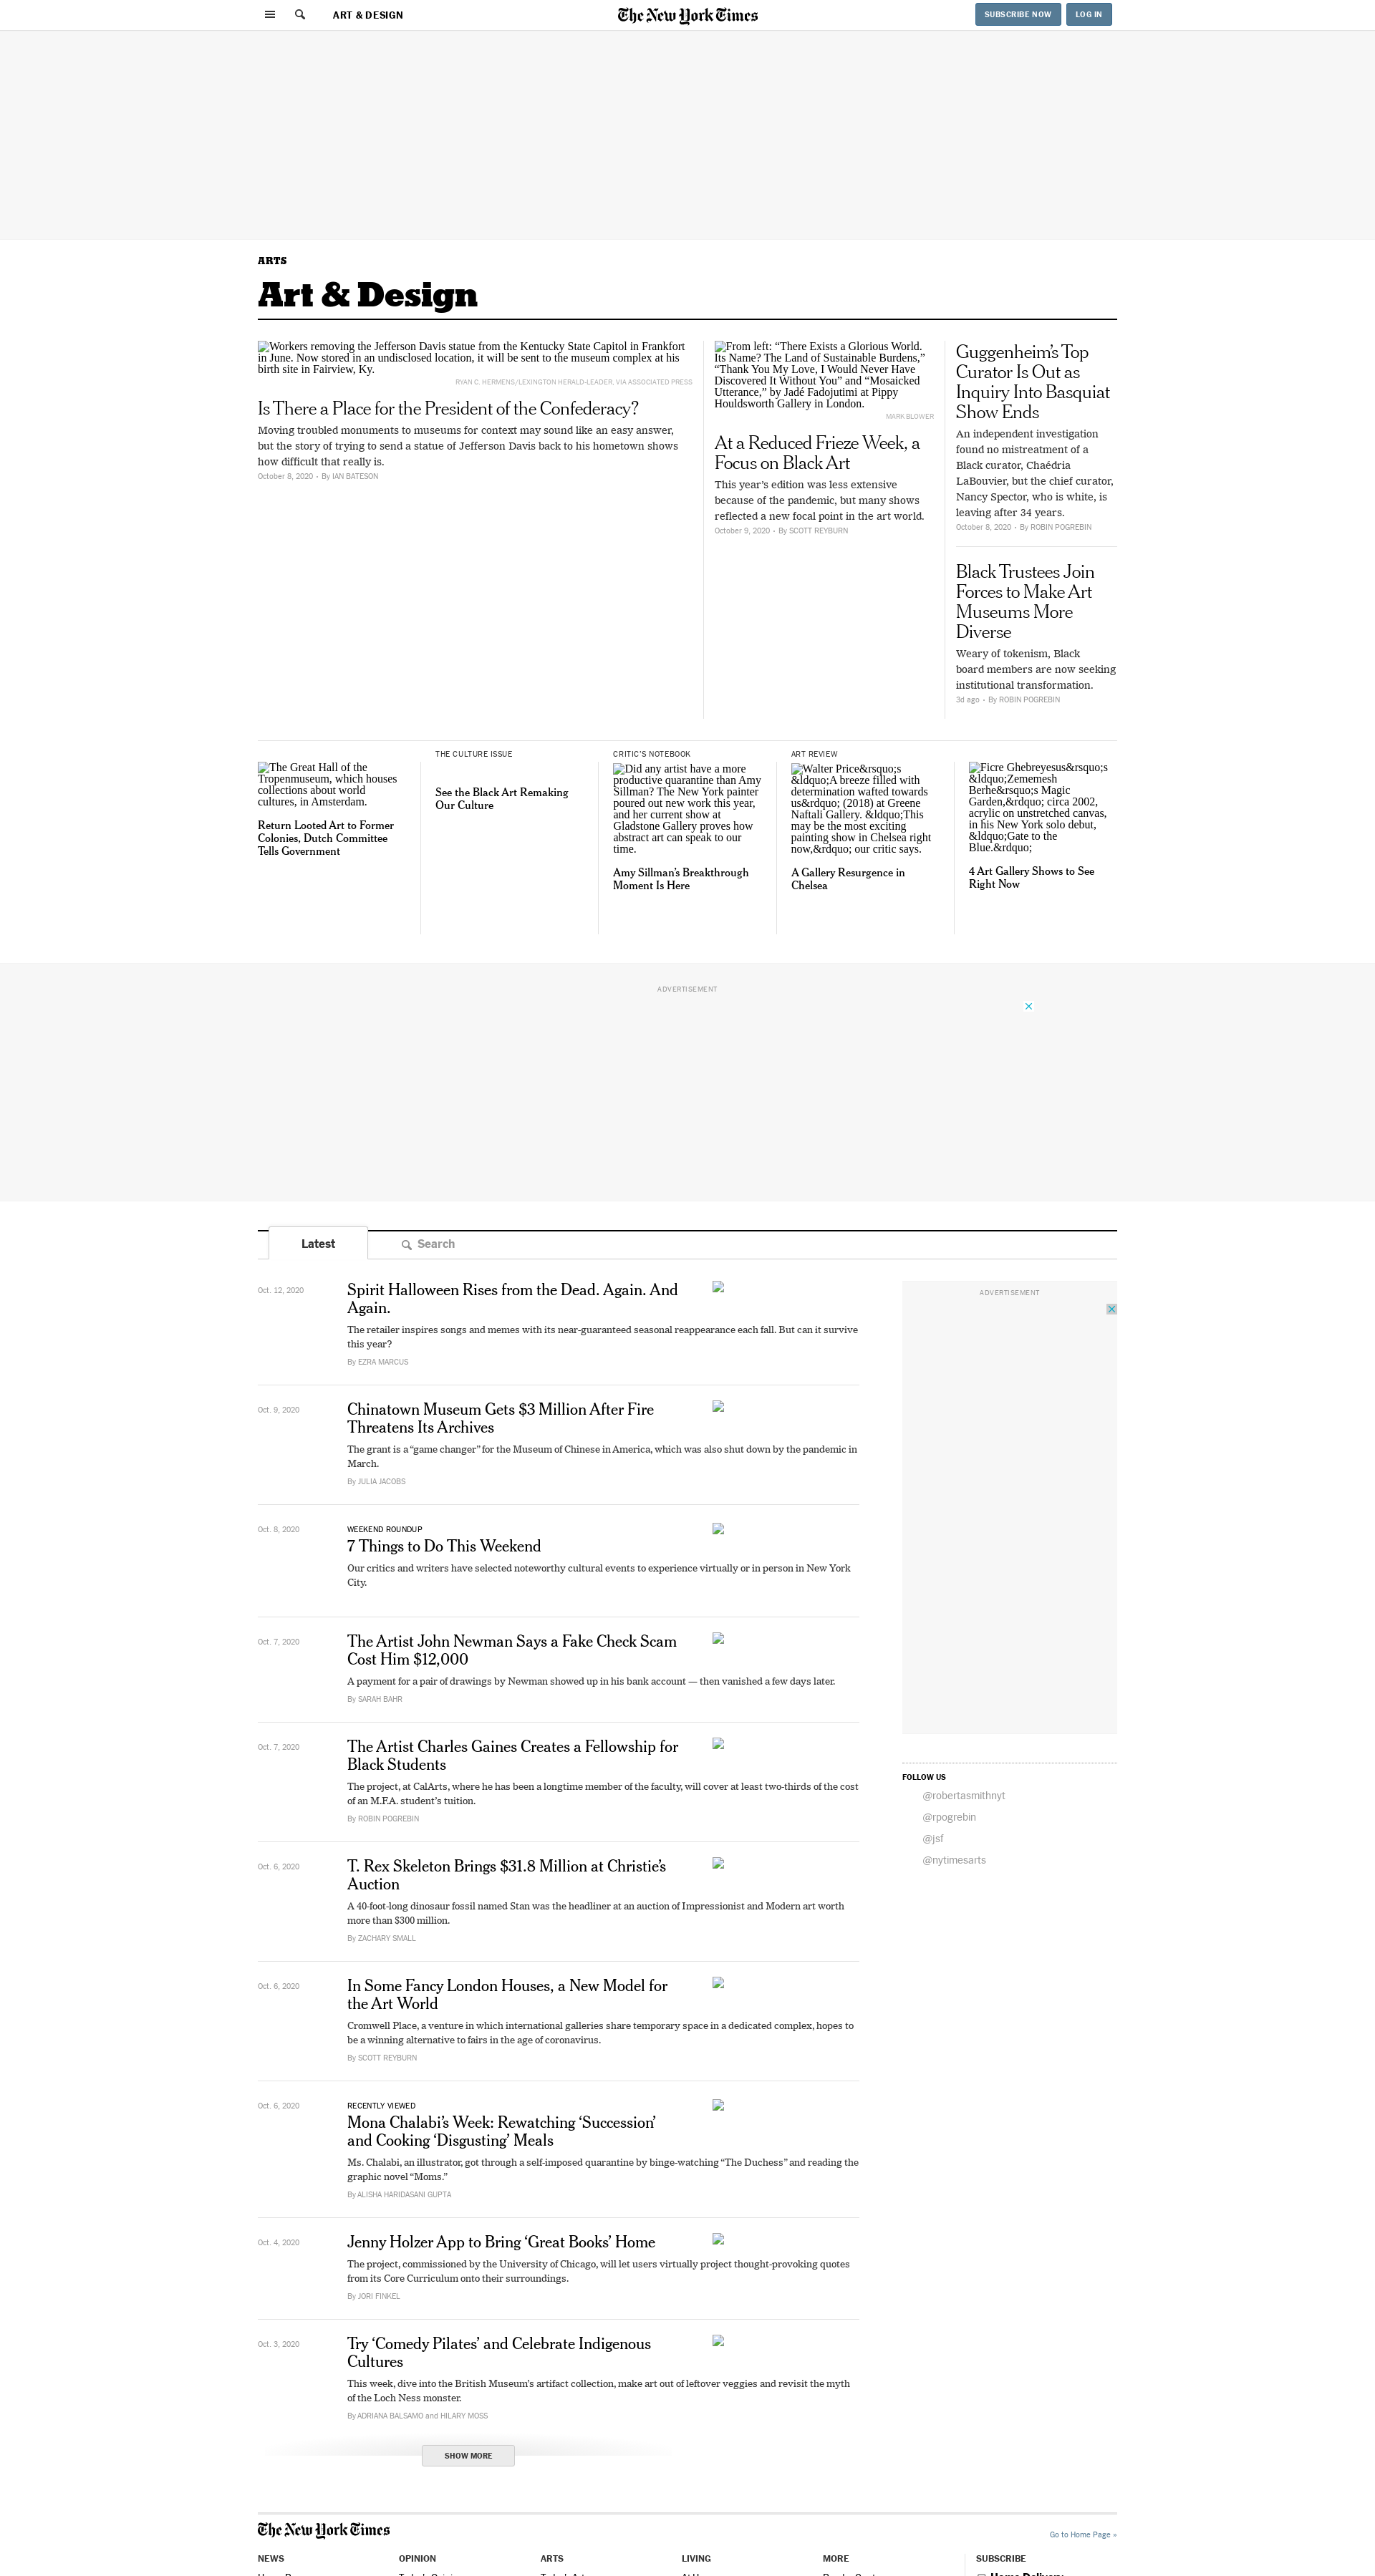 ART & DESIGN
The New York Times
SUBSCRIBE NOW
LOG IN
ARTS
Art & Design
Workers removing the Jefferson Davis statue from the Kentucky State Capitol in Frankfort
in June. Now stored in an undisclosed location, it will be sent to the museum complex at his
birth site in Fairview, Ky.
RYAN C. HERMENS/LEXINGTON HERALD-LEADER, VIA ASSOCIATED PRESS
Is There a Place for the President of the Confederacy?
Moving troubled monuments to museums for context may sound like an easy answer,
but the story of trying to send a statue of Jefferson Davis back to his hometown shows
how difficult that really is.
October 8, 2020 • By IAN BATESON
From left: “There Exists a Glorious World.
Its Name? The Land of Sustainable Burdens,”
“Thank You My Love, I Would Never Have
Discovered It Without You” and “Mosaicked
Utterance,” by Jadé Fadojutimi at Pippy
Houldsworth Gallery in London.
MARK BLOWER
At a Reduced Frieze Week, a
Focus on Black Art
This year’s edition was less extensive
because of the pandemic, but many shows
reflected a new focal point in the art world.
October 9, 2020 • By SCOTT REYBURN
Guggenheim’s Top
Curator Is Out as
Inquiry Into Basquiat
Show Ends
An independent investigation
found no mistreatment of a
Black curator, Chaédria
LaBouvier, but the chief curator,
Nancy Spector, who is white, is
leaving after 34 years.
October 8, 2020 • By ROBIN POGREBIN
Black Trustees Join
Forces to Make Art
Museums More
Diverse
Weary of tokenism, Black
board members are now seeking
institutional transformation.
3d ago • By ROBIN POGREBIN
The Great Hall of the
Tropenmuseum, which houses
collections about world
cultures, in Amsterdam.
Return Looted Art to Former
Colonies, Dutch Committee
Tells Government
THE CULTURE ISSUE
See the Black Art Remaking
Our Culture
CRITIC’S NOTEBOOK
Did any artist have a more
productive quarantine than Amy
Sillman? The New York painter
poured out new work this year,
and her current show at
Gladstone Gallery proves how
abstract art can speak to our
time.
Amy Sillman’s Breakthrough
Moment Is Here
ART REVIEW
Walter Price&rsquo;s
&ldquo;A breeze filled with
determination wafted towards
us&rdquo; (2018) at Greene
Naftali Gallery. &ldquo;This
may be the most exciting
painting show in Chelsea right
now,&rdquo; our critic says.
A Gallery Resurgence in
Chelsea
Ficre Ghebreyesus&rsquo;s
&ldquo;Zememesh
Berhe&rsquo;s Magic
Garden,&rdquo; circa 2002,
acrylic on unstretched canvas,
in his New York solo debut,
&ldquo;Gate to the
Blue.&rdquo;
4 Art Gallery Shows to See
Right Now
ADVERTISEMENT
Latest
Search
Oct. 12, 2020
Spirit Halloween Rises from the Dead. Again. And
Again.
The retailer inspires songs and memes with its near-guaranteed seasonal reappearance each fall. But can it survive
this year?
By EZRA MARCUS
Oct. 9, 2020
Chinatown Museum Gets $3 Million After Fire
Threatens Its Archives
The grant is a “game changer” for the Museum of Chinese in America, which was also shut down by the pandemic in
March.
By JULIA JACOBS
Oct. 8, 2020
WEEKEND ROUNDUP
7 Things to Do This Weekend
Our critics and writers have selected noteworthy cultural events to experience virtually or in person in New York
City.
Oct. 7, 2020
The Artist John Newman Says a Fake Check Scam
Cost Him $12,000
A payment for a pair of drawings by Newman showed up in his bank account — then vanished a few days later.
By SARAH BAHR
Oct. 7, 2020
The Artist Charles Gaines Creates a Fellowship for
Black Students
The project, at CalArts, where he has been a longtime member of the faculty, will cover at least two-thirds of the cost
of an M.F.A. student’s tuition.
By ROBIN POGREBIN
Oct. 6, 2020
T. Rex Skeleton Brings $31.8 Million at Christie’s
Auction
A 40-foot-long dinosaur fossil named Stan was the headliner at an auction of Impressionist and Modern art worth
more than $300 million.
By ZACHARY SMALL
Oct. 6, 2020
In Some Fancy London Houses, a New Model for
the Art World
Cromwell Place, a venture in which international galleries share temporary space in a dedicated complex, hopes to
be a winning alternative to fairs in the age of coronavirus.
By SCOTT REYBURN
Oct. 6, 2020
RECENTLY VIEWED
Mona Chalabi’s Week: Rewatching ‘Succession’
and Cooking ‘Disgusting’ Meals
Ms. Chalabi, an illustrator, got through a self-imposed quarantine by binge-watching “The Duchess” and reading the
graphic novel “Moms.”
By ALISHA HARIDASANI GUPTA
Oct. 4, 2020
Jenny Holzer App to Bring ‘Great Books’ Home
The project, commissioned by the University of Chicago, will let users virtually project thought-provoking quotes
from its Core Curriculum onto their surroundings.
By JORI FINKEL
Oct. 3, 2020
Try ‘Comedy Pilates’ and Celebrate Indigenous
Cultures
This week, dive into the British Museum’s artifact collection, make art out of leftover veggies and revisit the myth
of the Loch Ness monster.
By ADRIANA BALSAMO and HILARY MOSS
SHOW MORE
ADVERTISEMENT
FOLLOW US
@robertasmithnyt
@rpogrebin
@jsf
@nytimesarts
The New York Times
Go to Home Page »
NEWS
OPINION
ARTS
LIVING
MORE
SUBSCRIBE